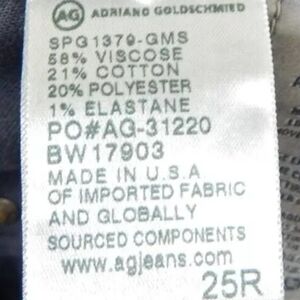 AG ADRIANO GOLDSCHMIED
SPG1379-GMS
58% VISCOSE
21% COTTON
20% POLYESTER
1% ELASTANE
PO#AG-31220
BW17903
MADE IN U.S.A
OF IMPORTED FABRIC
AND GLOBALLY
SOURCED COMPONENTS
www.agjeans.com
25R